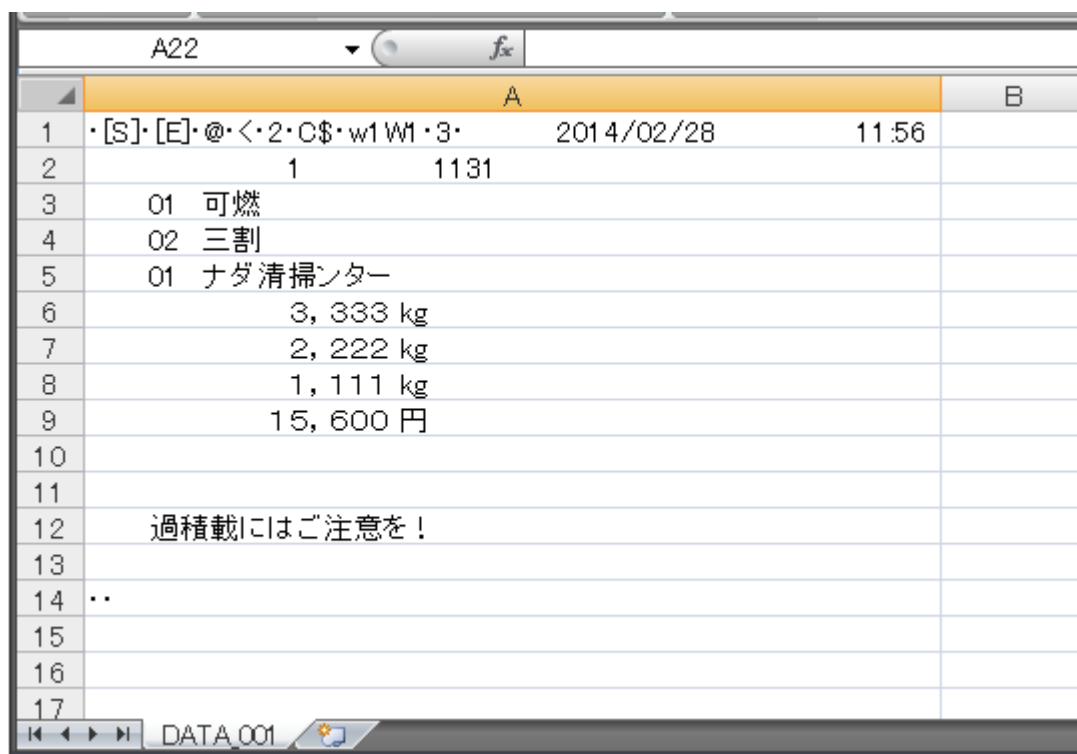 A22 fx
A B
1 ・[S]・[E]・@・<・2・C$・w1W1・3・ 2014/02/28 11:56
2 1 1131
3 01 可燃
4 02 三割
5 01 ナダ清掃ンター
6 3, 333 kg
7 2, 222 kg
8 1, 111 kg
9 15, 600 円
10
11
12 過積載にはご注意を！
13
14 ・・
15
16
17
DATA_001